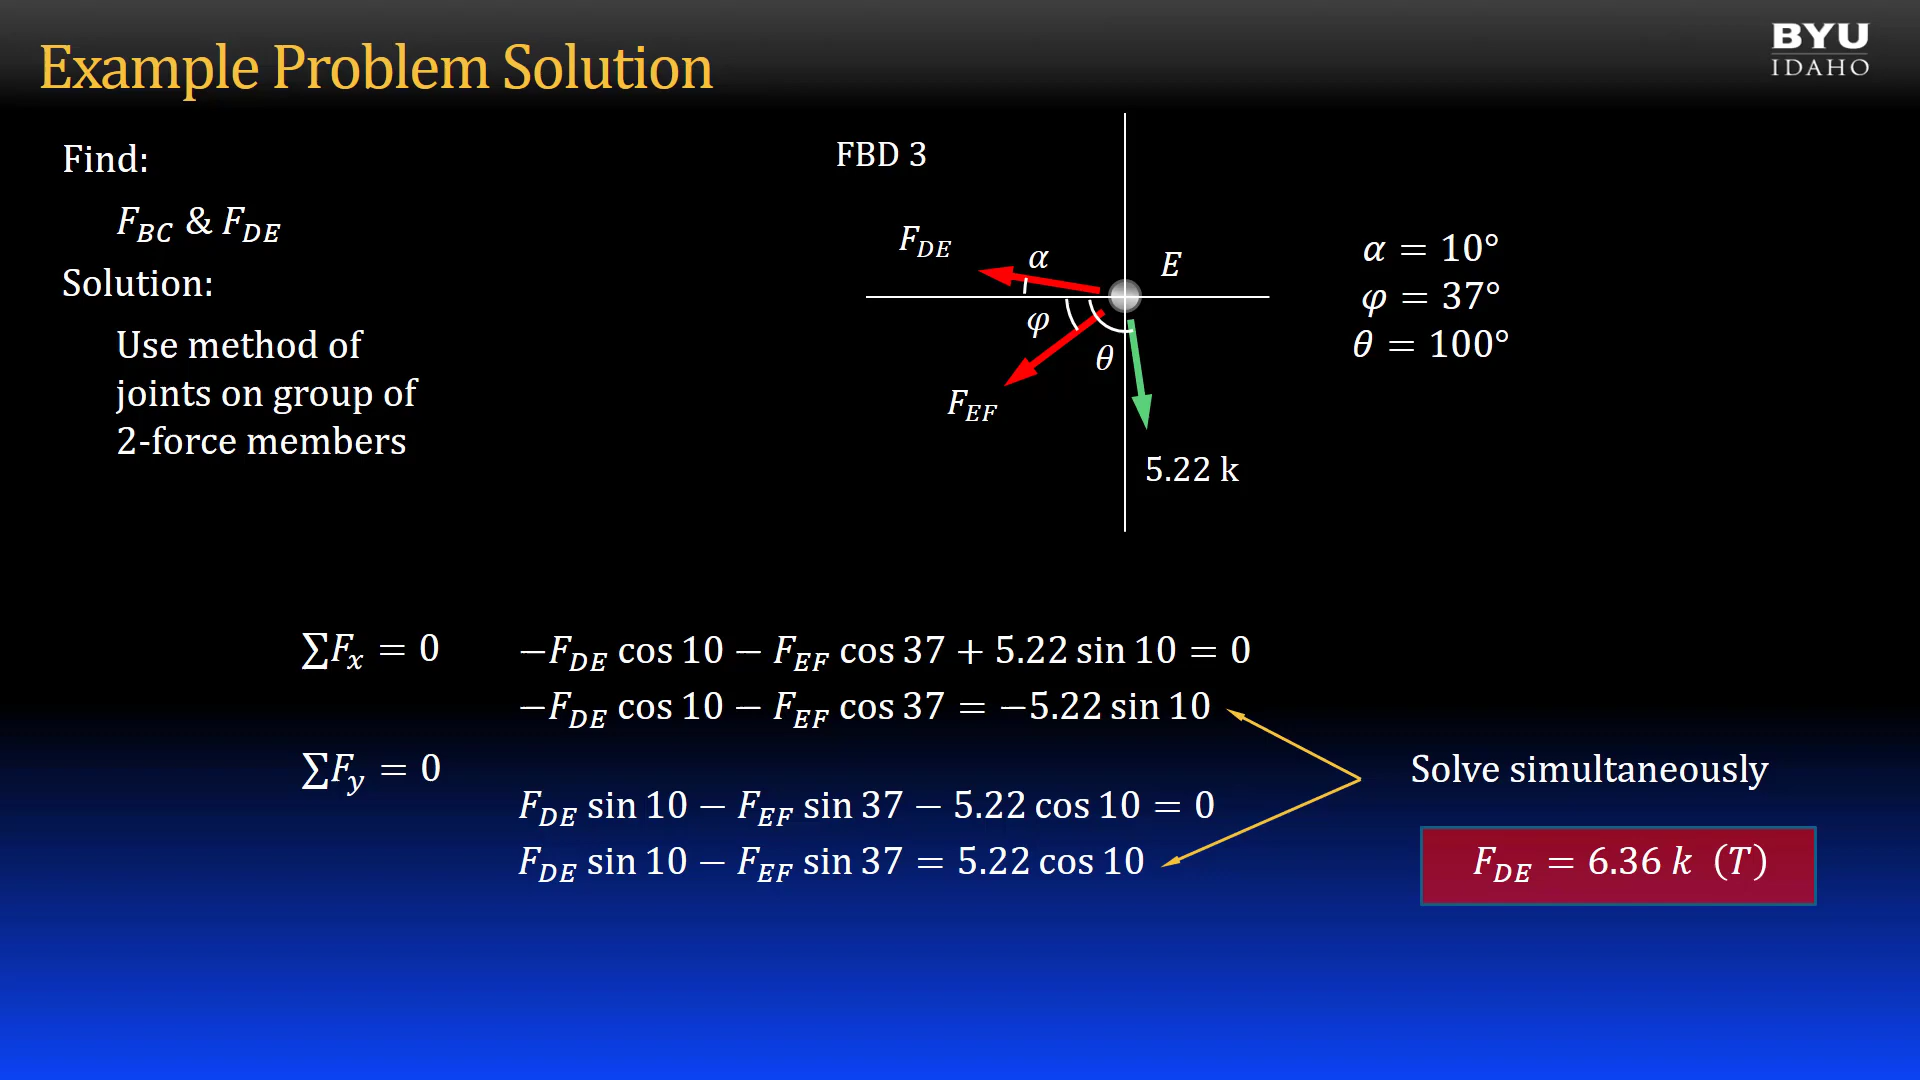 Example Problem Solution
BYU
IDAHO
Find:
F_BC & F_DE
Solution:
Use method of
joints on group of
2-force members
FBD 3
F_DE
α
E
φ
θ
F_EF
5.22 k
α = 10°
φ = 37°
θ = 100°
∑F_x = 0
−F_DE cos 10 − F_EF cos 37 + 5.22 sin 10 = 0
−F_DE cos 10 − F_EF cos 37 = −5.22 sin 10
∑F_y = 0
F_DE sin 10 − F_EF sin 37 − 5.22 cos 10 = 0
F_DE sin 10 − F_EF sin 37 = 5.22 cos 10
Solve simultaneously
F_DE = 6.36 k (T)